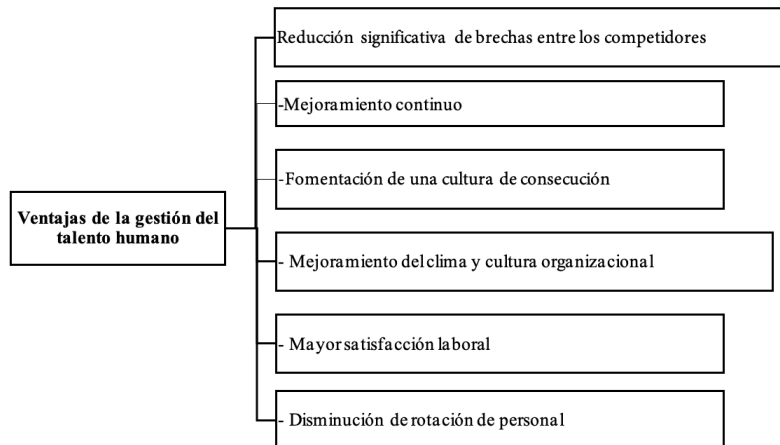 Reducción significativa de brechas entre los competidores
-Mejoramiento continuo
-Fomentación de una cultura de consecución
Ventajas de la gestión del
talento humano
- Mejoramiento del clima y cultura organizacional
- Mayor satisfacción laboral
- Disminución de rotación de personal